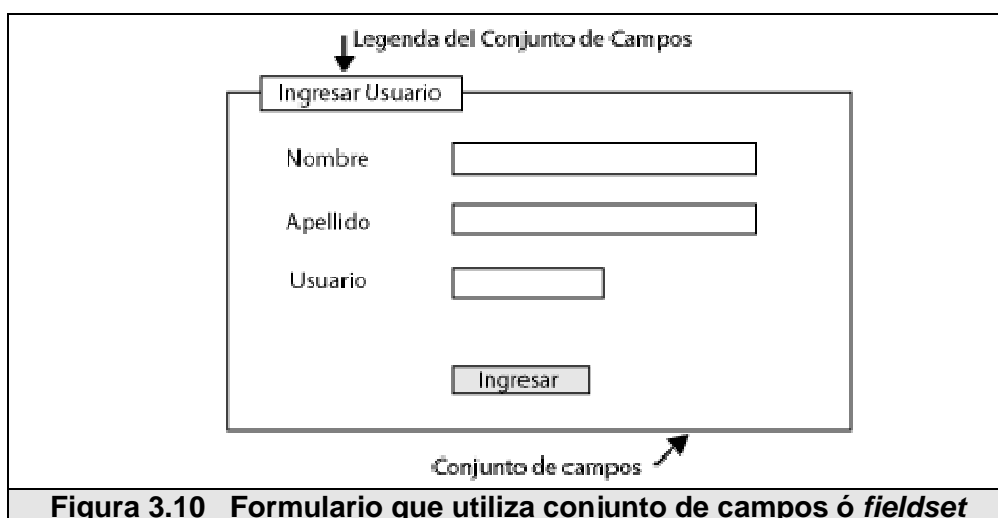 Legenda del Conjunto de Campos
Ingresar Usuario
Nombre
Apellido
Usuario
Ingresar
Conjunto de campos
Figura 3.10 Formulario que utiliza conjunto de campos ó fieldset